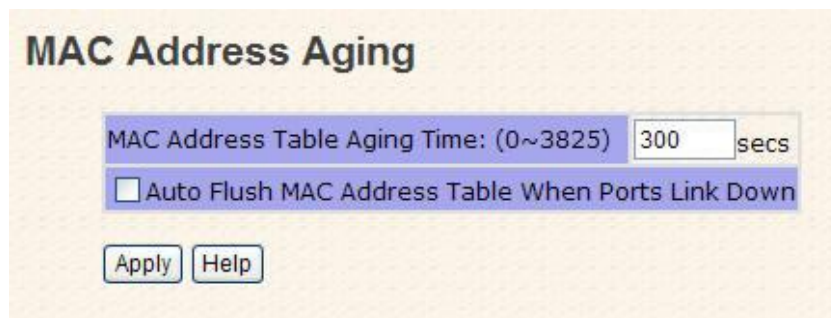 MAC Address Aging
MAC Address Table Aging Time: (0~3825) 300 secs
Auto Flush MAC Address Table When Ports Link Down
Apply Help